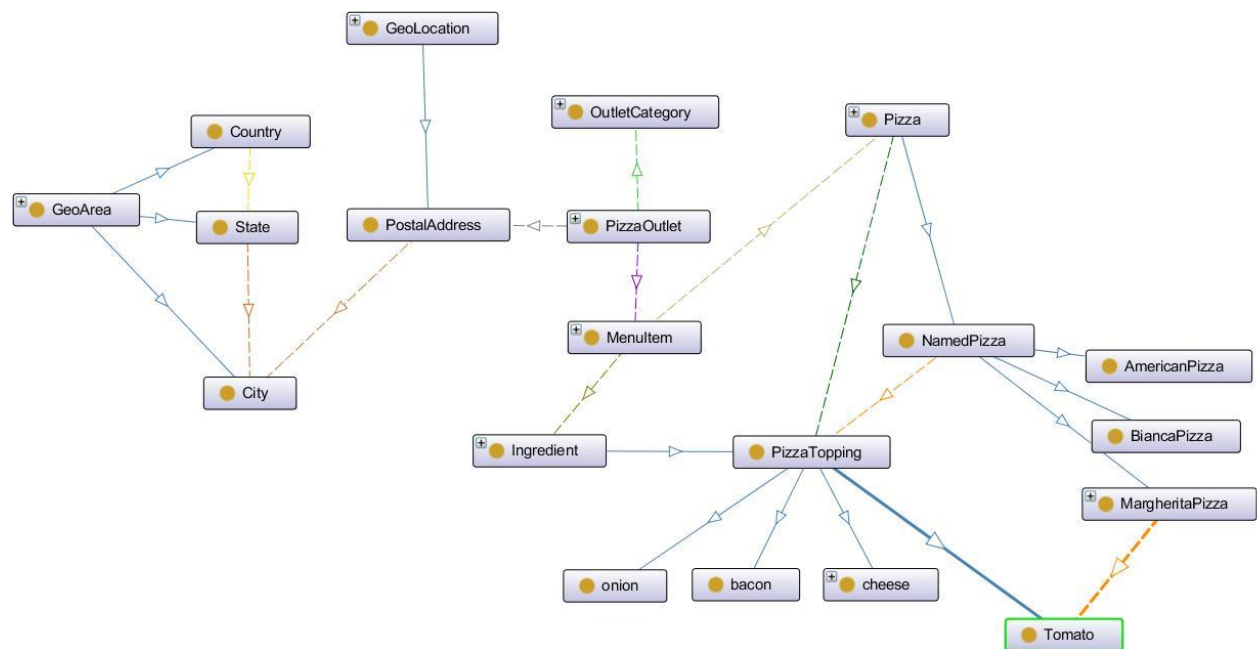 GeoLocation
OutletCategory
Pizza
Country
GeoArea
State
PostalAddress
PizzaOutlet
MenuItem
NamedPizza
AmericanPizza
City
BiancaPizza
Ingredient
PizzaTopping
MargheritaPizza
onion
bacon
cheese
Tomato